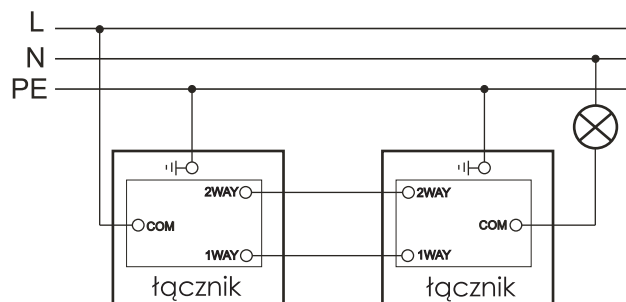 L
N
PE
2WAY 2WAY
COM COM
1WAY 1WAY
łącznik łącznik